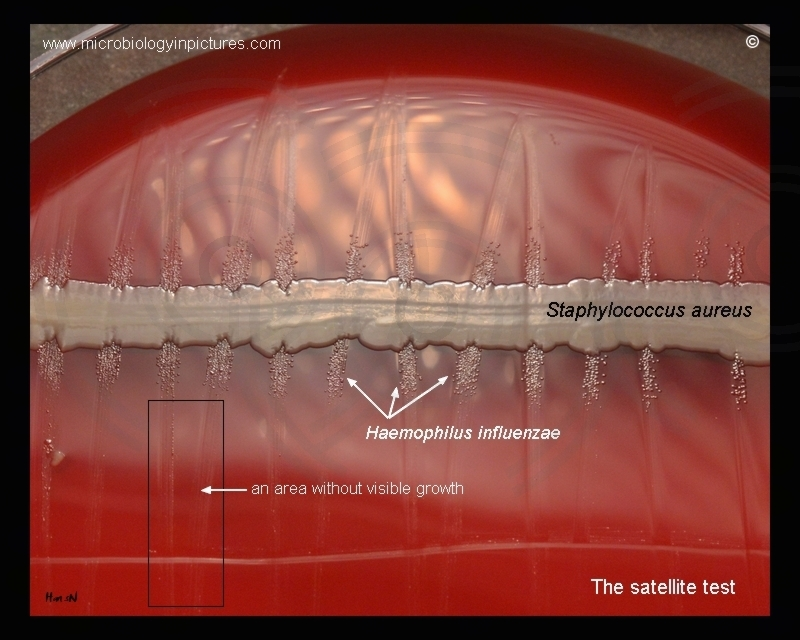 www.microbiologyinpictures.com
©
Staphylococcus aureus
Haemophilus influenzae
an area without visible growth
The satellite test